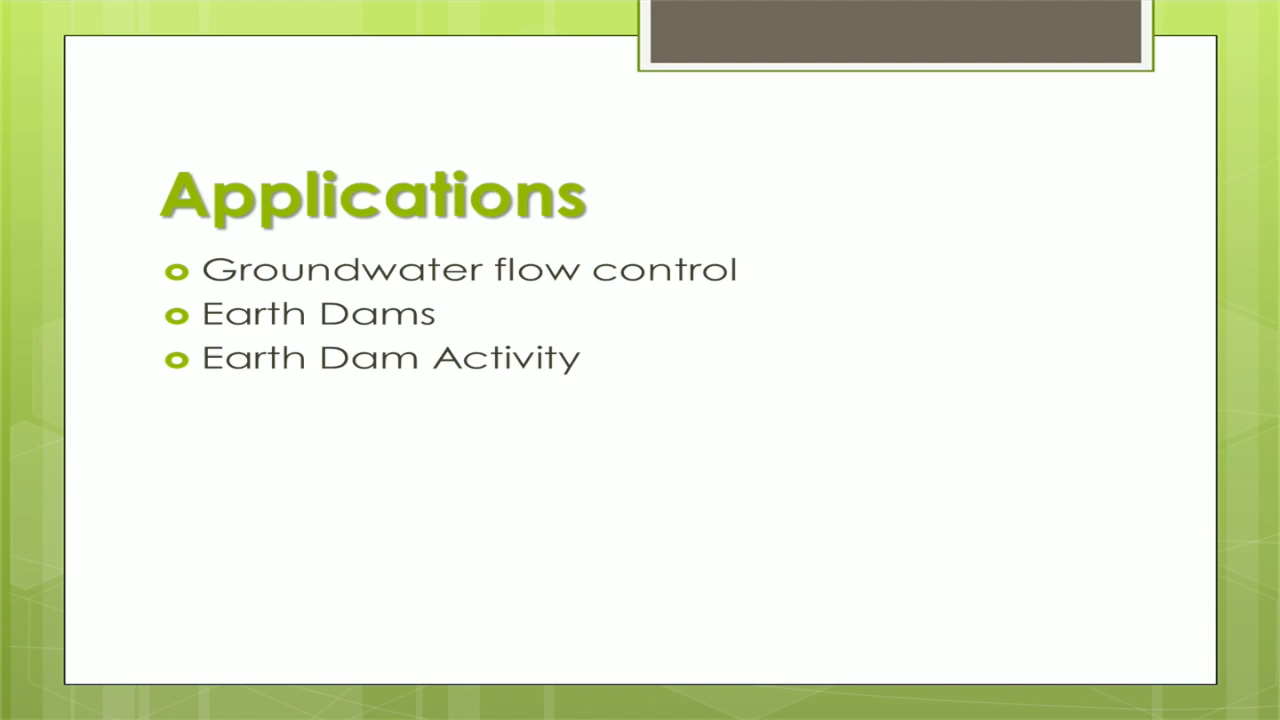 Applications
Groundwater flow control
Earth Dams
Earth Dam Activity